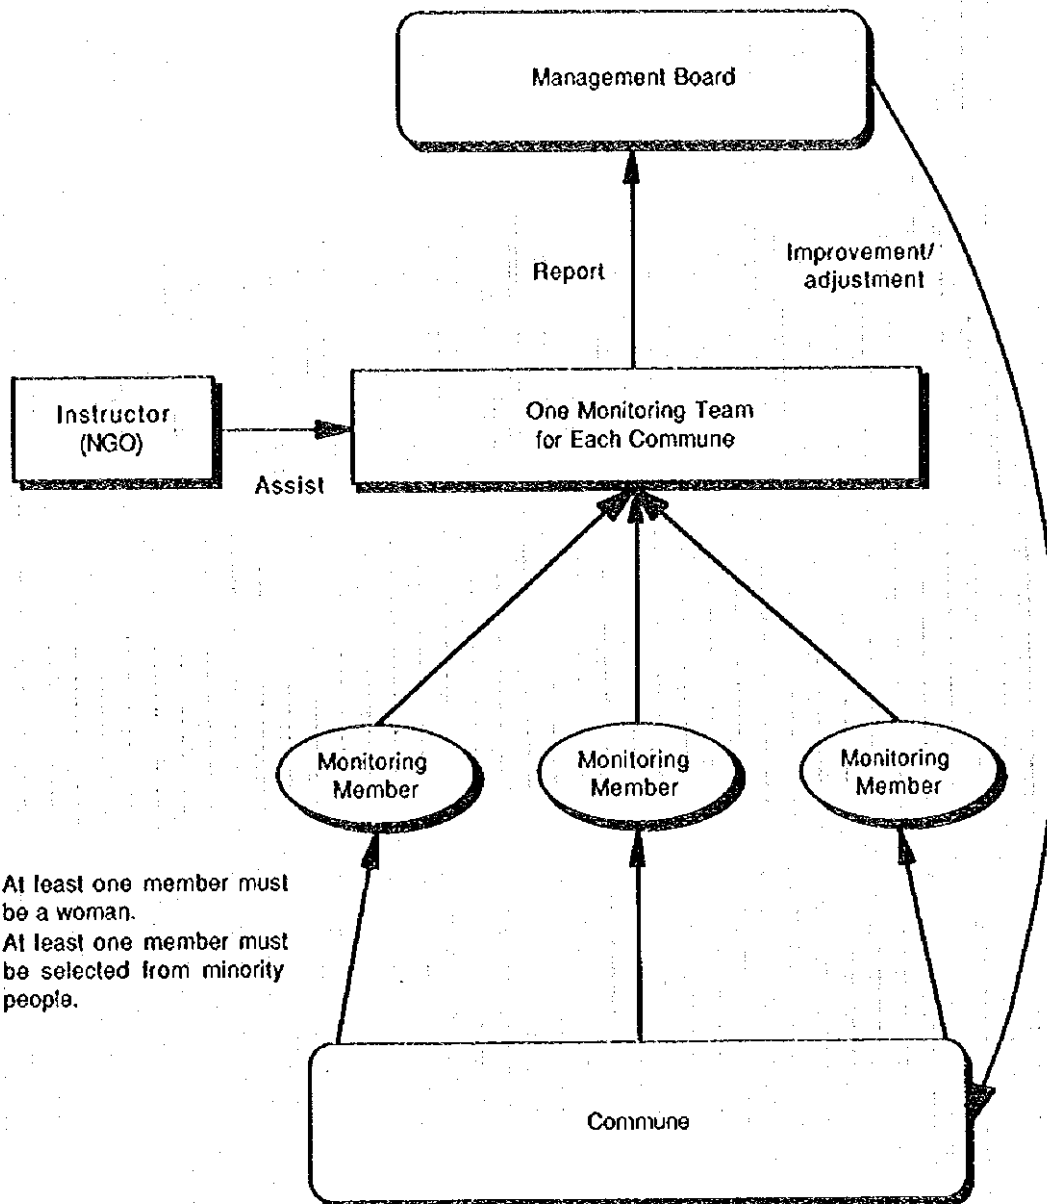 Management Board
Report
Improvement/
adjustment
Instructor
(NGO)
Assist
One Monitoring Team
for Each Commune
Monitoring
Member
Monitoring
Member
Monitoring
Member
At least one member must
be a woman.
At least one member must
be selected from minority
people.
Commune